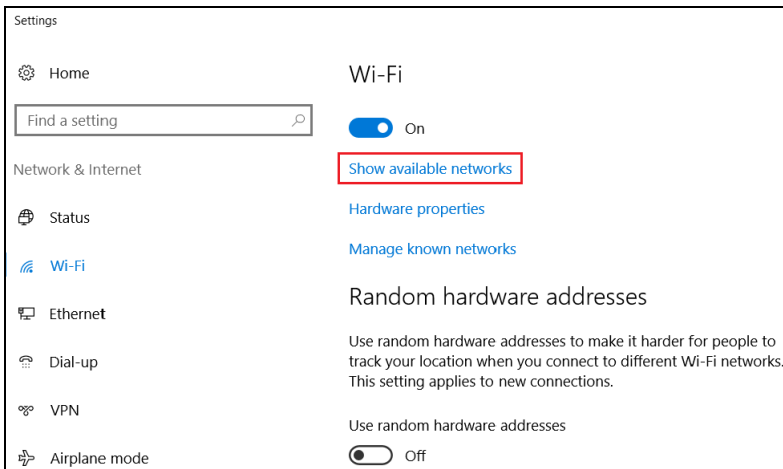 Settings
Home
Find a setting
Network & Internet
Status
Wi-Fi
Ethernet
Dial-up
VPN
Airplane mode
Wi-Fi
On
Show available networks
Hardware properties
Manage known networks
Random hardware addresses
Use random hardware addresses to make it harder for people to
track your location when you connect to different Wi-Fi networks.
This setting applies to new connections.
Use random hardware addresses
Off